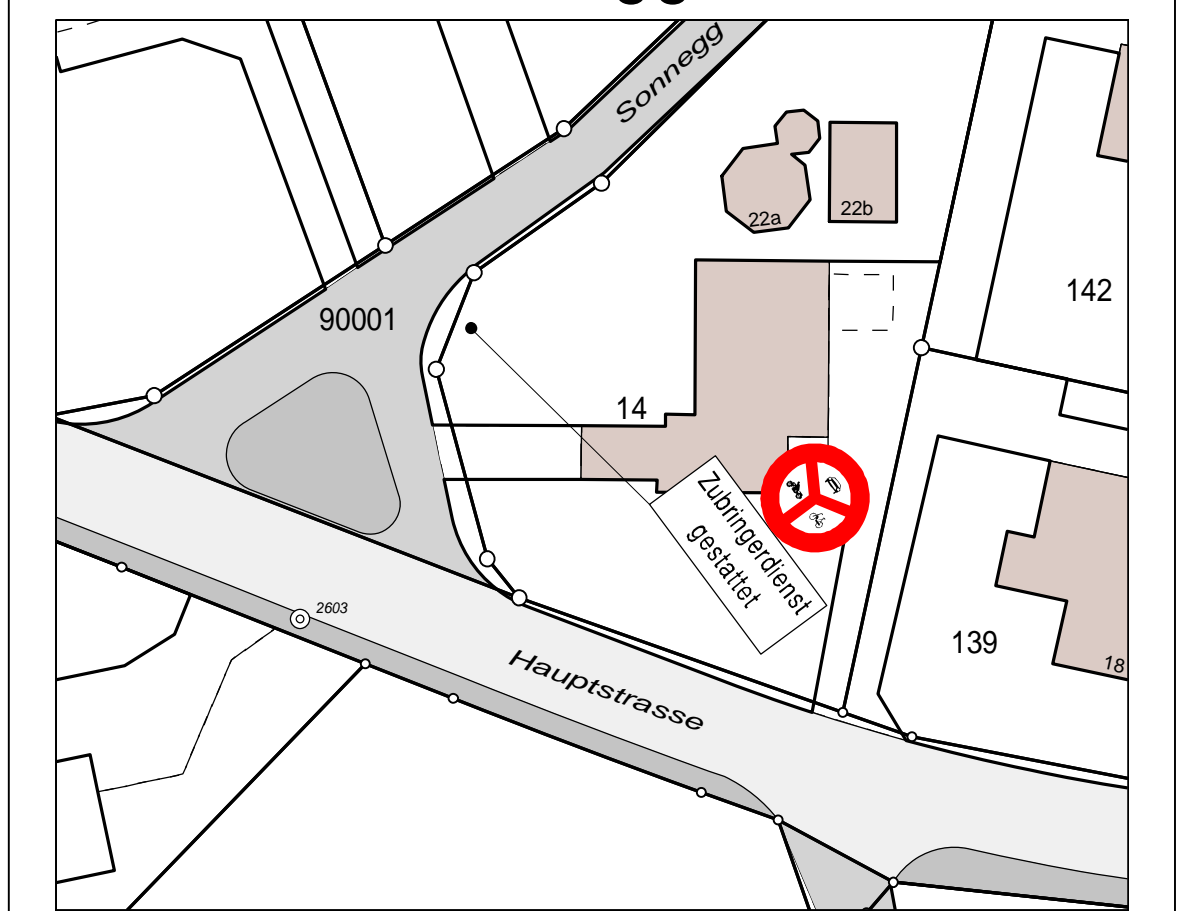 Sonnegg
22a
22b
142
90001
14
Zubringerdienst
gestattet
2603
139
18
Hauptstrasse